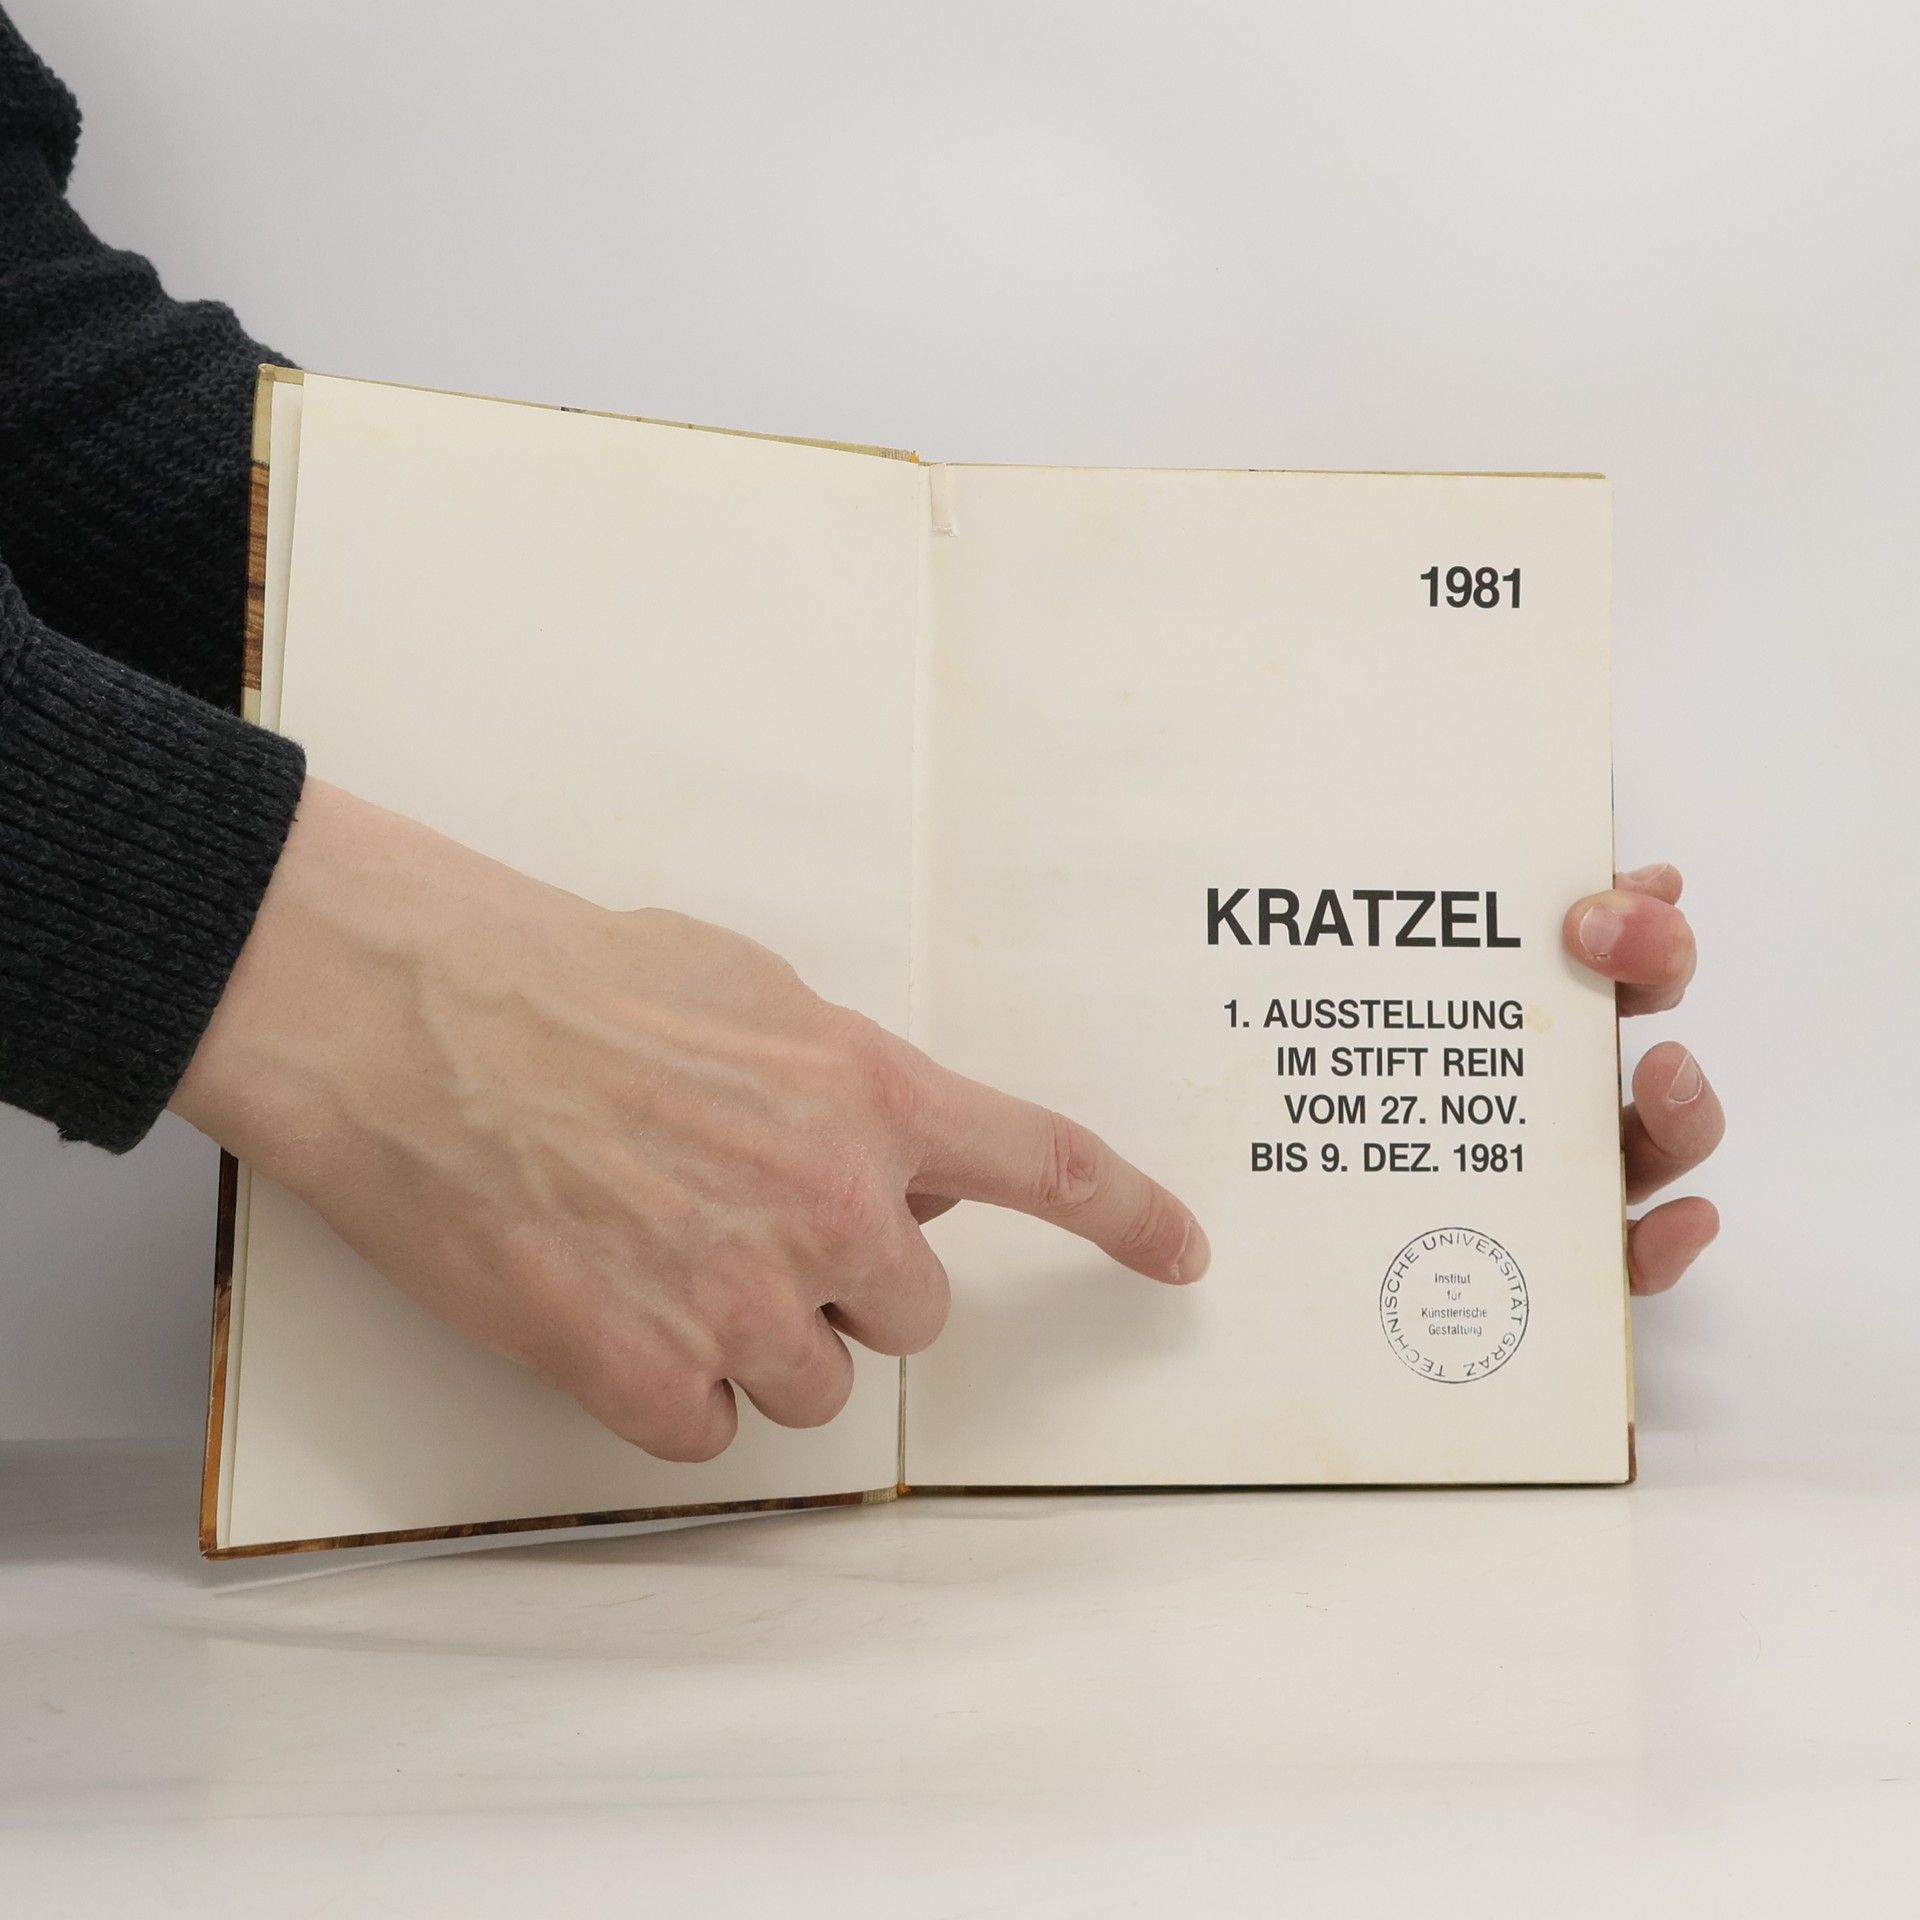 1981
KRATZEL
1. AUSSTELLUNG
IM STIFT REIN
VOM 27. NOV.
BIS 9. DEZ. 1981
TECHNISCHE UNIVERSITÄT GRAZ
Institut
für
Künstlerische
Gestaltung